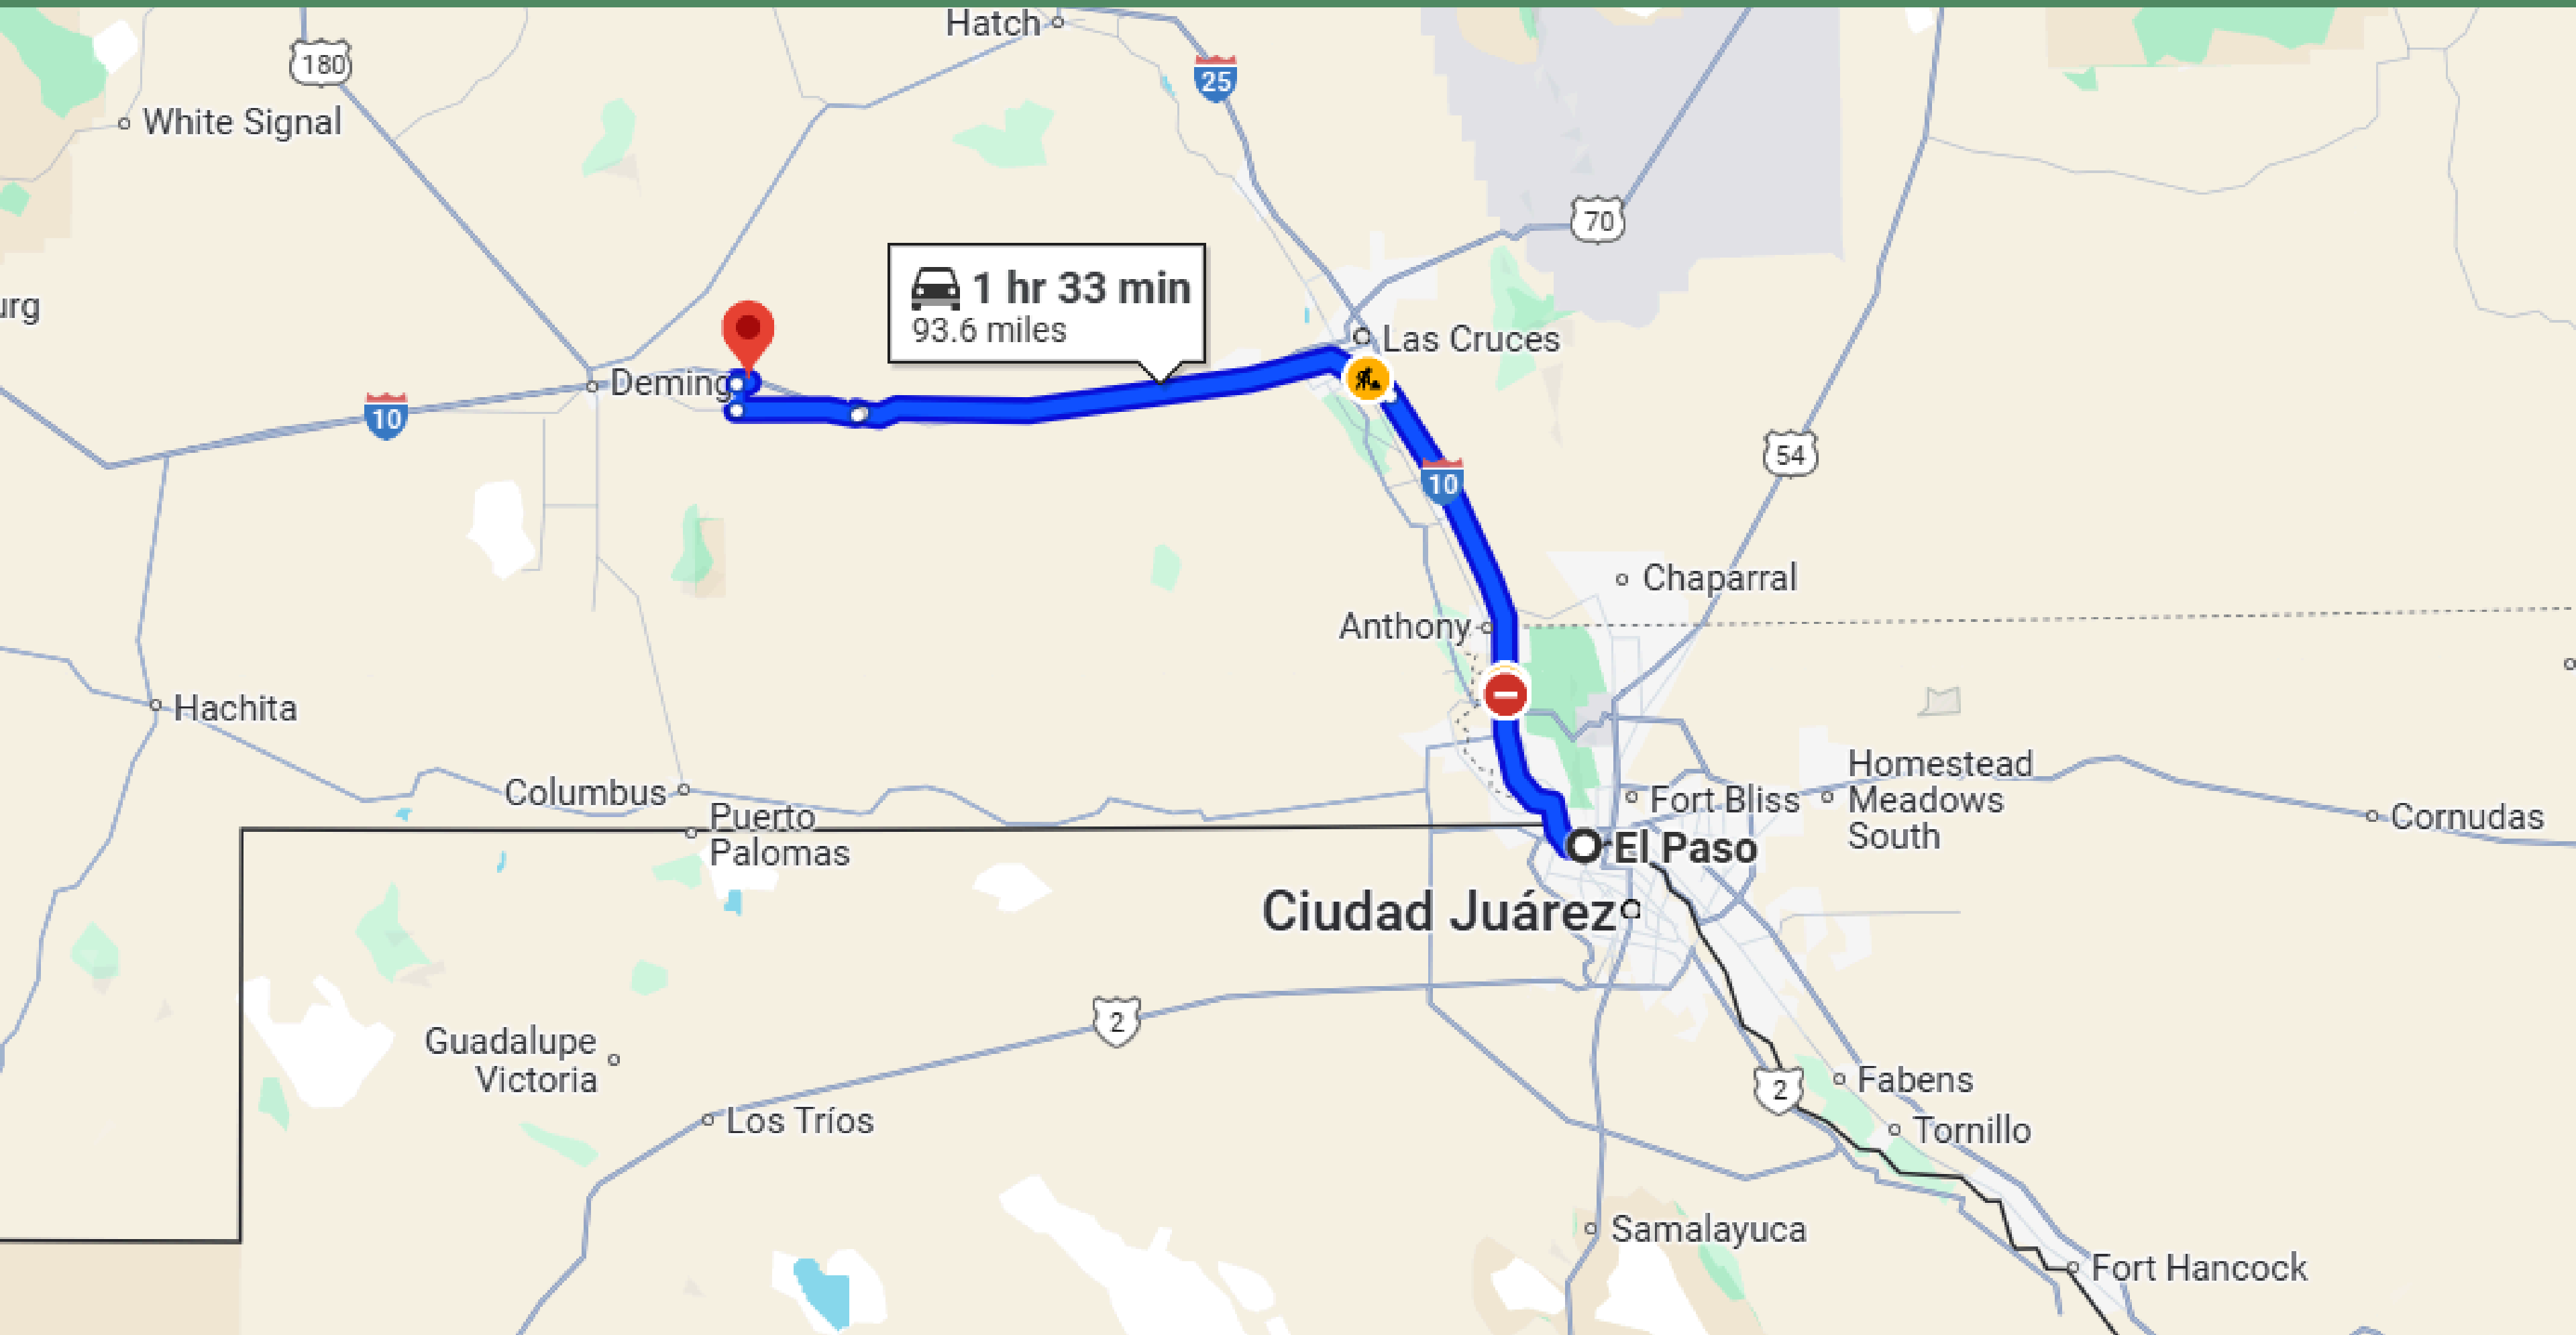 Hatch
180
25
White Signal
70
1 hr 33 min
93.6 miles
urg
Las Cruces
Deming
10
54
10
Chaparral
Anthony
Hachita
Homestead
Meadows
South
Columbus
Fort Bliss
Puerto
Palomas
Cornudas
El Paso
Ciudad Juárez
2
Guadalupe
Victoria
2
Fabens
Los Tríos
Tornillo
Samalayuca
Fort Hancock